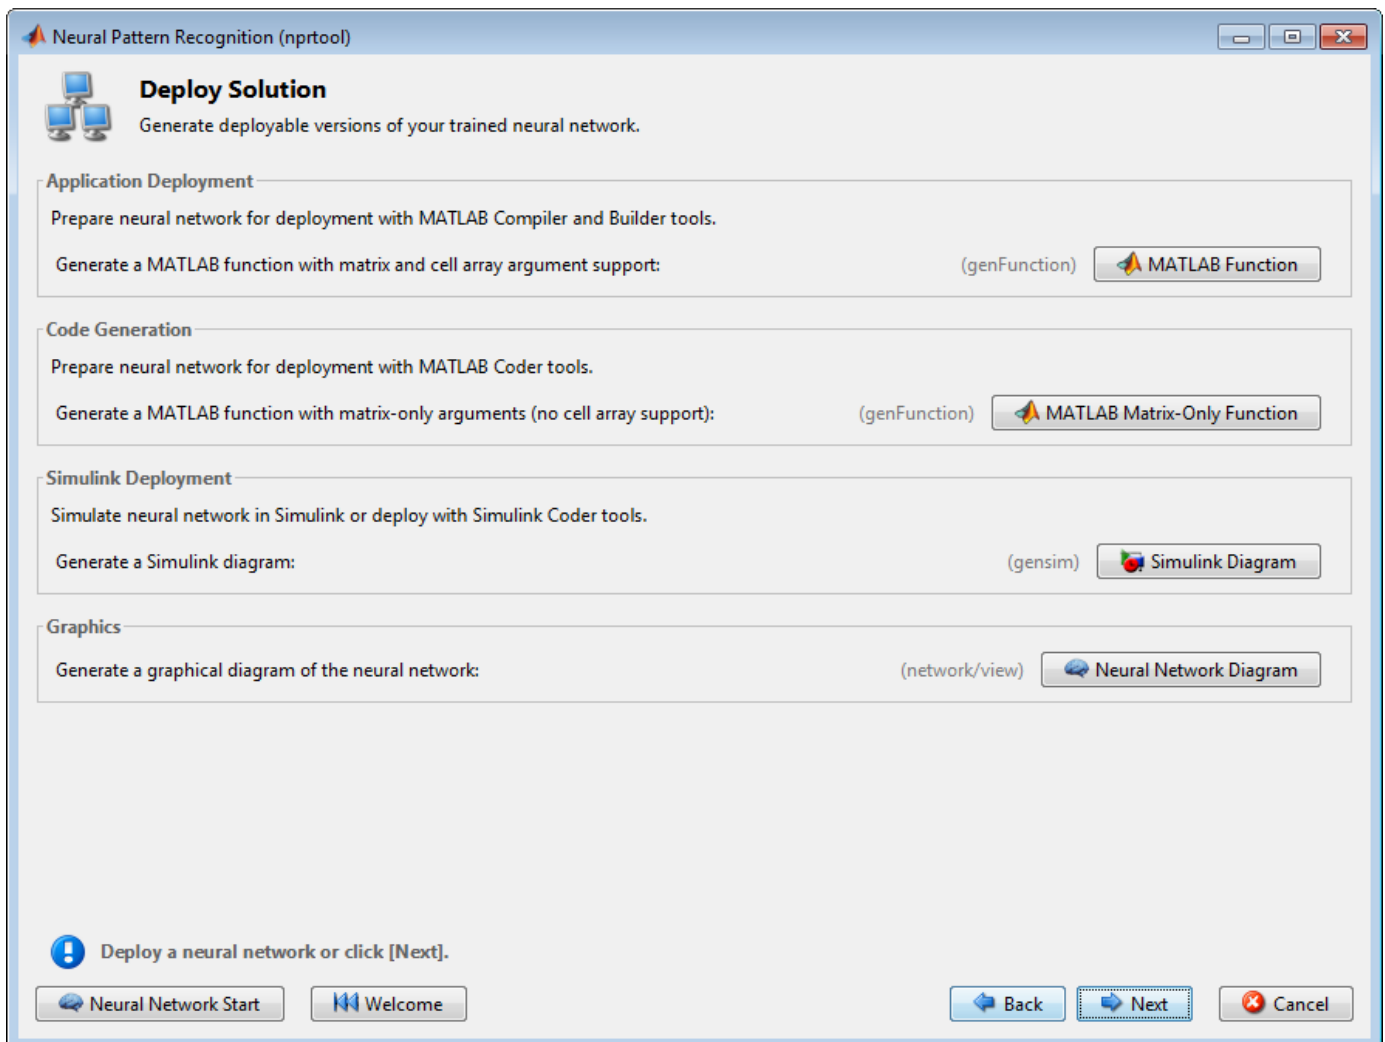 Neural Pattern Recognition (nprtool)
Deploy Solution
Generate deployable versions of your trained neural network.
Application Deployment
Prepare neural network for deployment with MATLAB Compiler and Builder tools.
Generate a MATLAB function with matrix and cell array argument support: (genFunction) MATLAB Function
Code Generation
Prepare neural network for deployment with MATLAB Coder tools.
Generate a MATLAB function with matrix-only arguments (no cell array support): (genFunction) MATLAB Matrix-Only Function
Simulink Deployment
Simulate neural network in Simulink or deploy with Simulink Coder tools.
Generate a Simulink diagram: (gensim) Simulink Diagram
Graphics
Generate a graphical diagram of the neural network: (network/view) Neural Network Diagram
Deploy a neural network or click [Next].
Neural Network Start Welcome Back Next Cancel